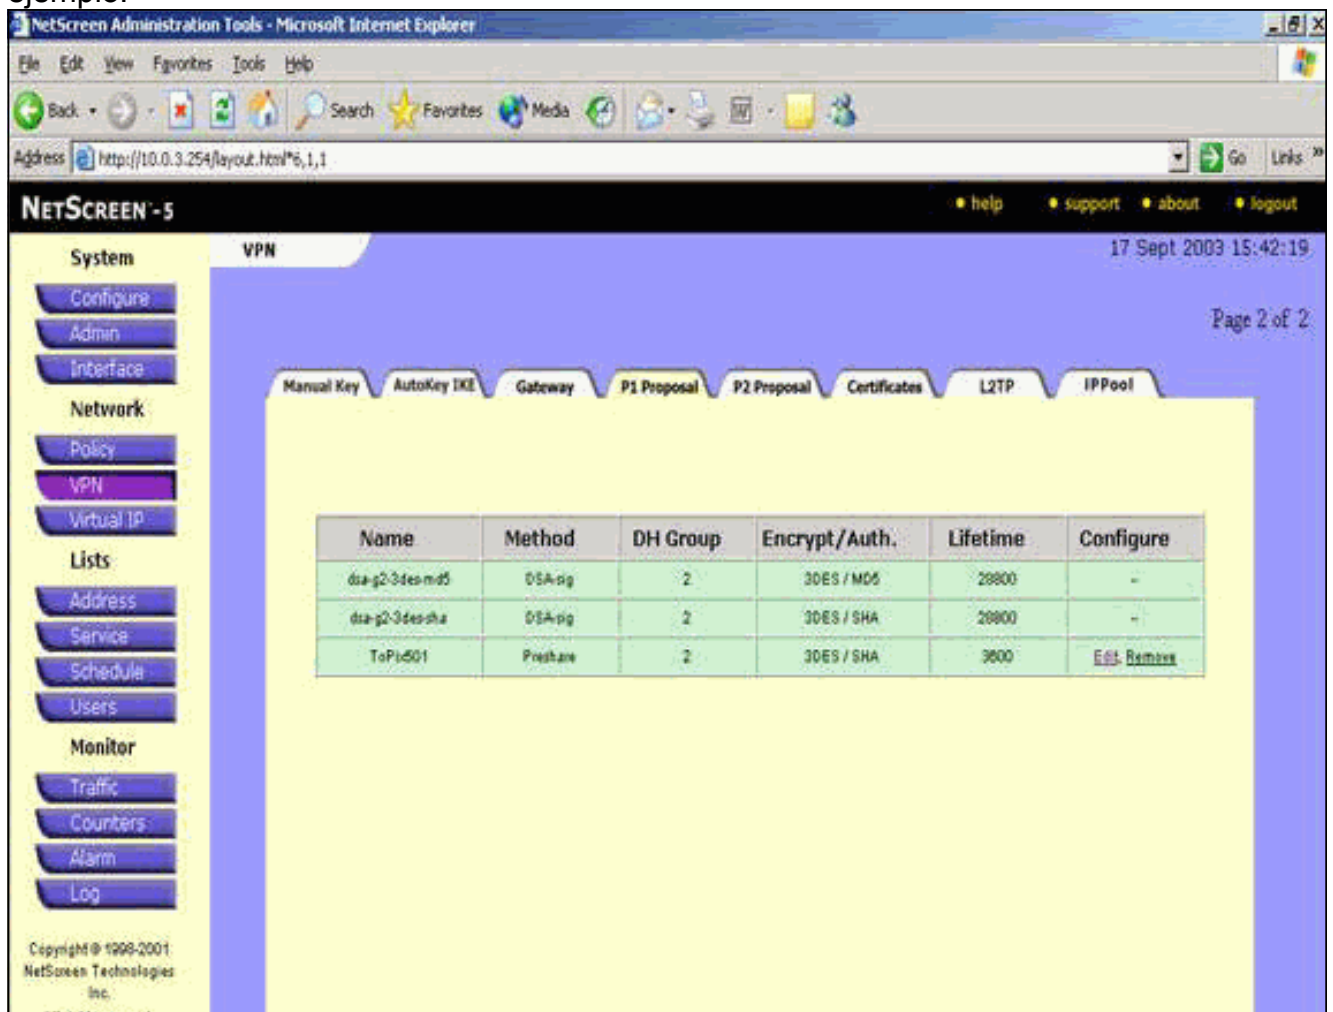 ejemplo:
NetScreen Administration Tools - Microsoft Internet Explorer
File Edit View Favorites Tools Help
Back Search Favorites Media
Address http://10.0.3.254/layout.html*6,1,1 Go Links »
NETSCREEN-5 help support about logout
System
VPN
17 Sept 2003 15:42:19
Configure
Admin
Interface
Page 2 of 2
Manual Key AutoKey IKE Gateway P1 Proposal P2 Proposal Certificates L2TP IPPool
Network
Policy
VPN
Virtual IP
Name Method DH Group Encrypt/Auth. Lifetime Configure
dsa-g2-3des-md5 DSA-sig 2 3DES / MD5 28800 -
dsa-g2-3des-sha DSA-sig 2 3DES / SHA 28800 -
ToPix501 Preshare 2 3DES / SHA 3600 Edit, Remove
Lists
Address
Service
Schedule
Users
Monitor
Traffic
Counters
Alarm
Log
Copyright © 1998-2001
NetScreen Technologies
Inc.